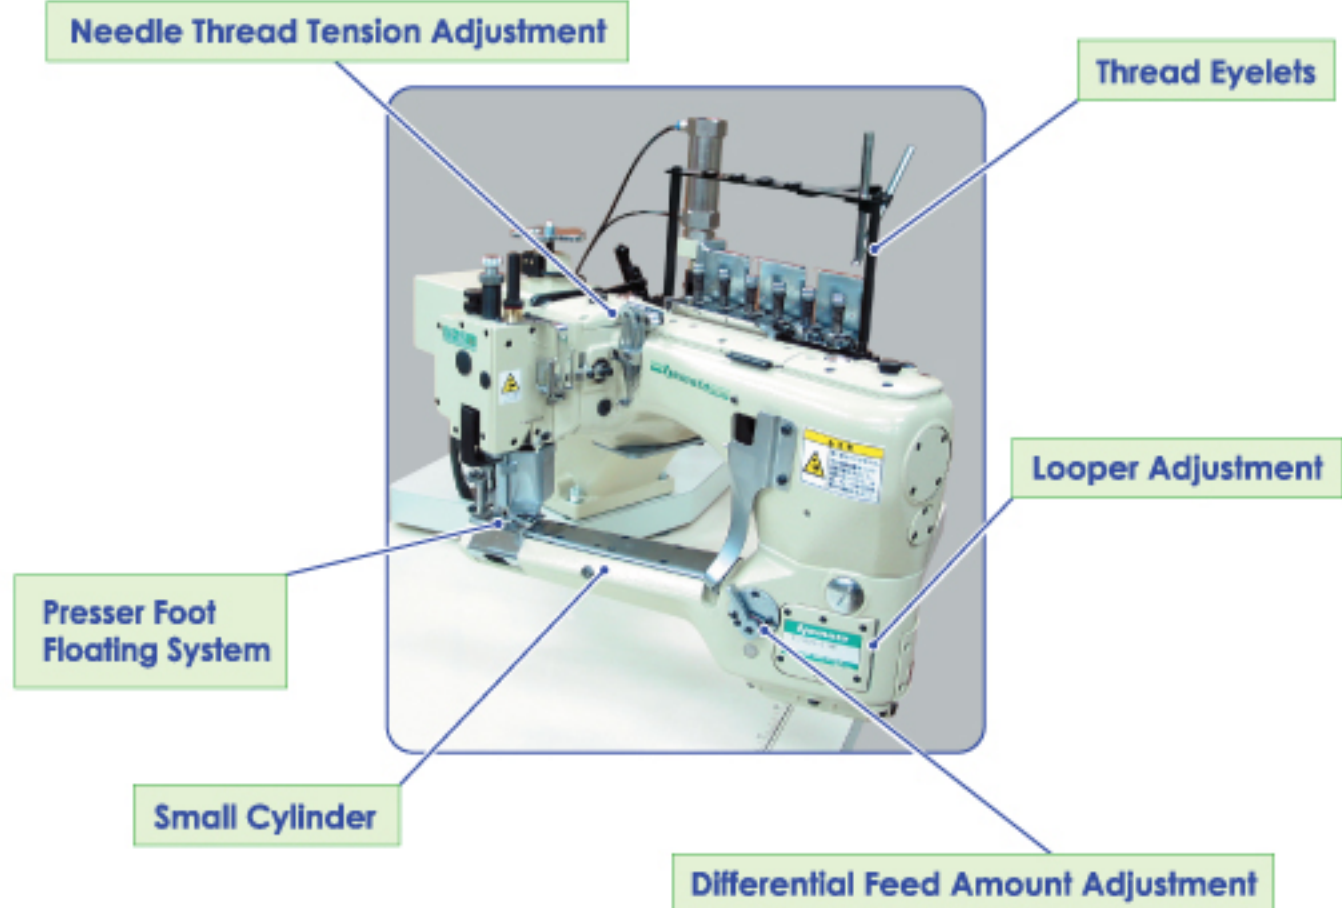 Needle Thread Tension Adjustment
Thread Eyelets
Looper Adjustment
Presser Foot
Floating System
Small Cylinder
Differential Feed Amount Adjustment